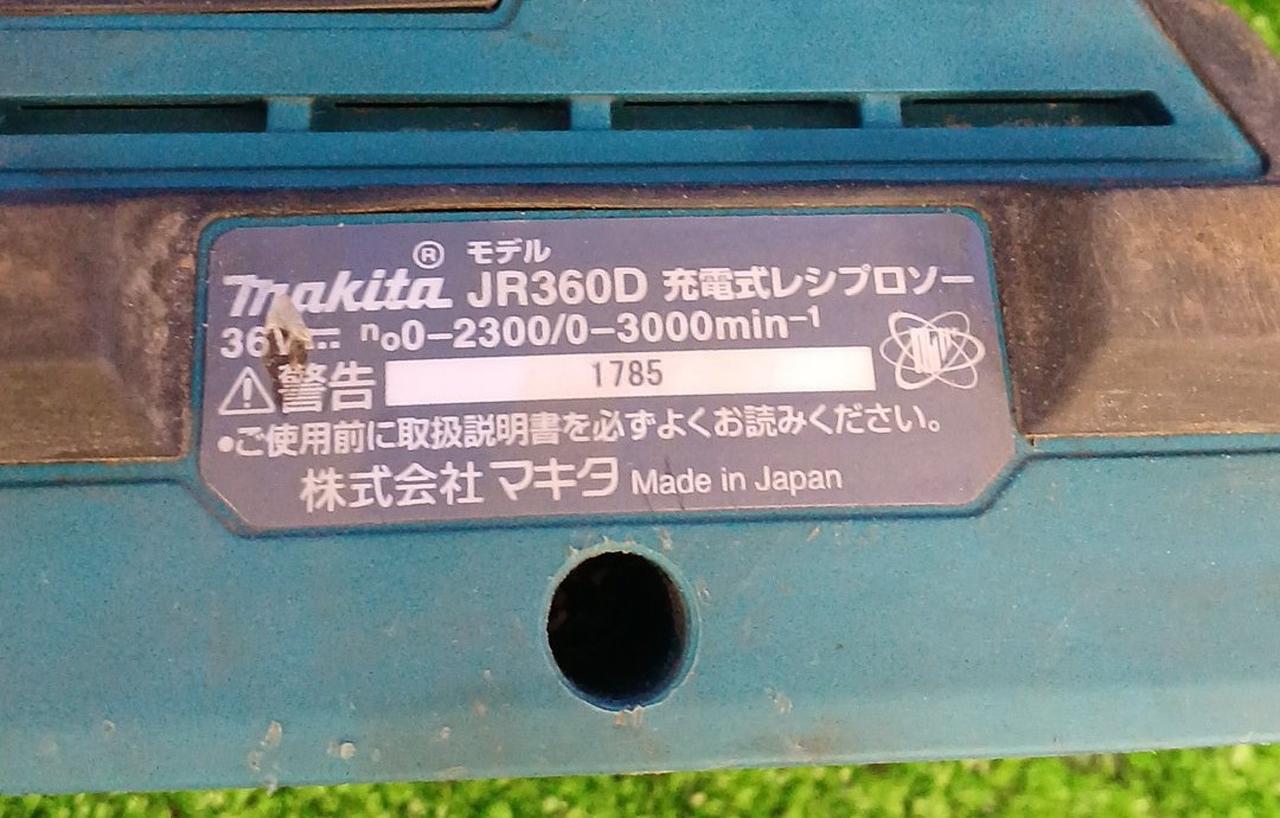 モデル
makita® JR360D 充電式レシプロソー
36V⎓ n₀0−2300/0−3000min⁻¹
⚠警告 1785
•ご使用前に取扱説明書を必ずよくお読みください。
株式会社マキタ Made in Japan